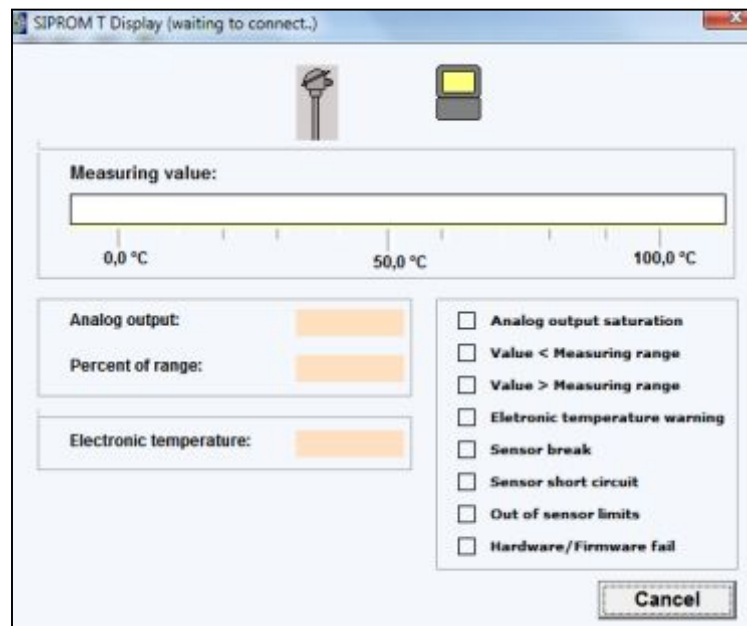 SIPROM T Display (waiting to connect..)
Measuring value:
0,0 °C 50,0 °C 100,0 °C
Analog output:
Percent of range:
Electronic temperature:
Analog output saturation
Value < Measuring range
Value > Measuring range
Eletronic temperature warning
Sensor break
Sensor short circuit
Out of sensor limits
Hardware/Firmware fail
Cancel